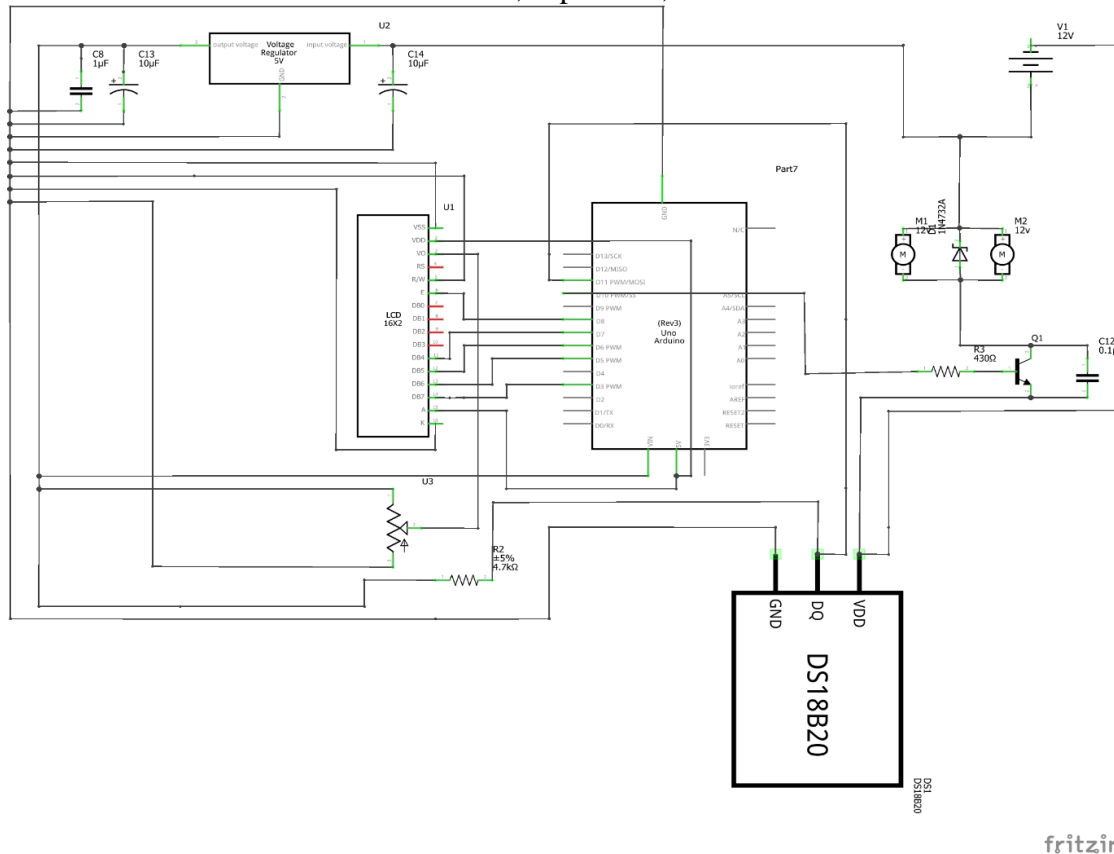 U2
V1
12V
output voltage
Voltage
Regulator
5V
Input voltage
GND
C8
1µF
C13
10µF
C14
10µF
Part7
U1
LCD
16X2
VSS
VDD
VO
RS
R/W
E
DB0
DB1
DB2
DB3
DB4
DB5
DB6
DB7
A
K
GND
N/C
D13/SCK
D12/MISO
D11 PWM/MOSI
D10 PWM/SS
D9 PWM
D8
D7
D6 PWM
D5 PWM
D4
D3 PWM
D2
D1/TX
D0/RX
(Rev3)
Uno
Arduino
A5/SCL
A4/SDA
A3
A2
A1
A0
ioref
AREF
RESET2
RESET
VIN
5V
3V3
M1
12v
M
D1
1N4732A
M2
12v
M
R3
430Ω
Q1
C12
0.1µ
U3
R2
±5%
4.7kΩ
GND
DQ
VDD
DS18B20
DS1
DS18B20
fritzin